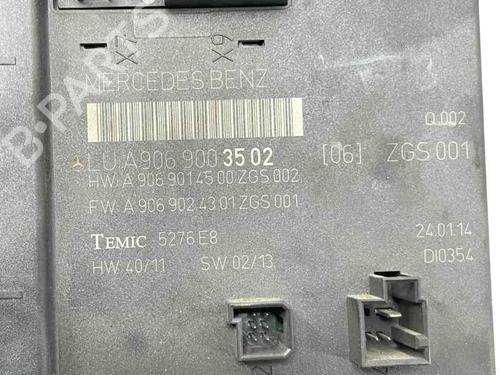 X7 X9
MERCEDES BENZ
Q 002
LU: A 906 900 35 02 [06] ZGS 001
HW: A 906 901 45 00 ZGS 002
FW: A 906 902 43 01 ZGS 001
TEMIC 5276 E8
24.01.14
HW 40/11 SW 02/13
DI0354
B-PARTS